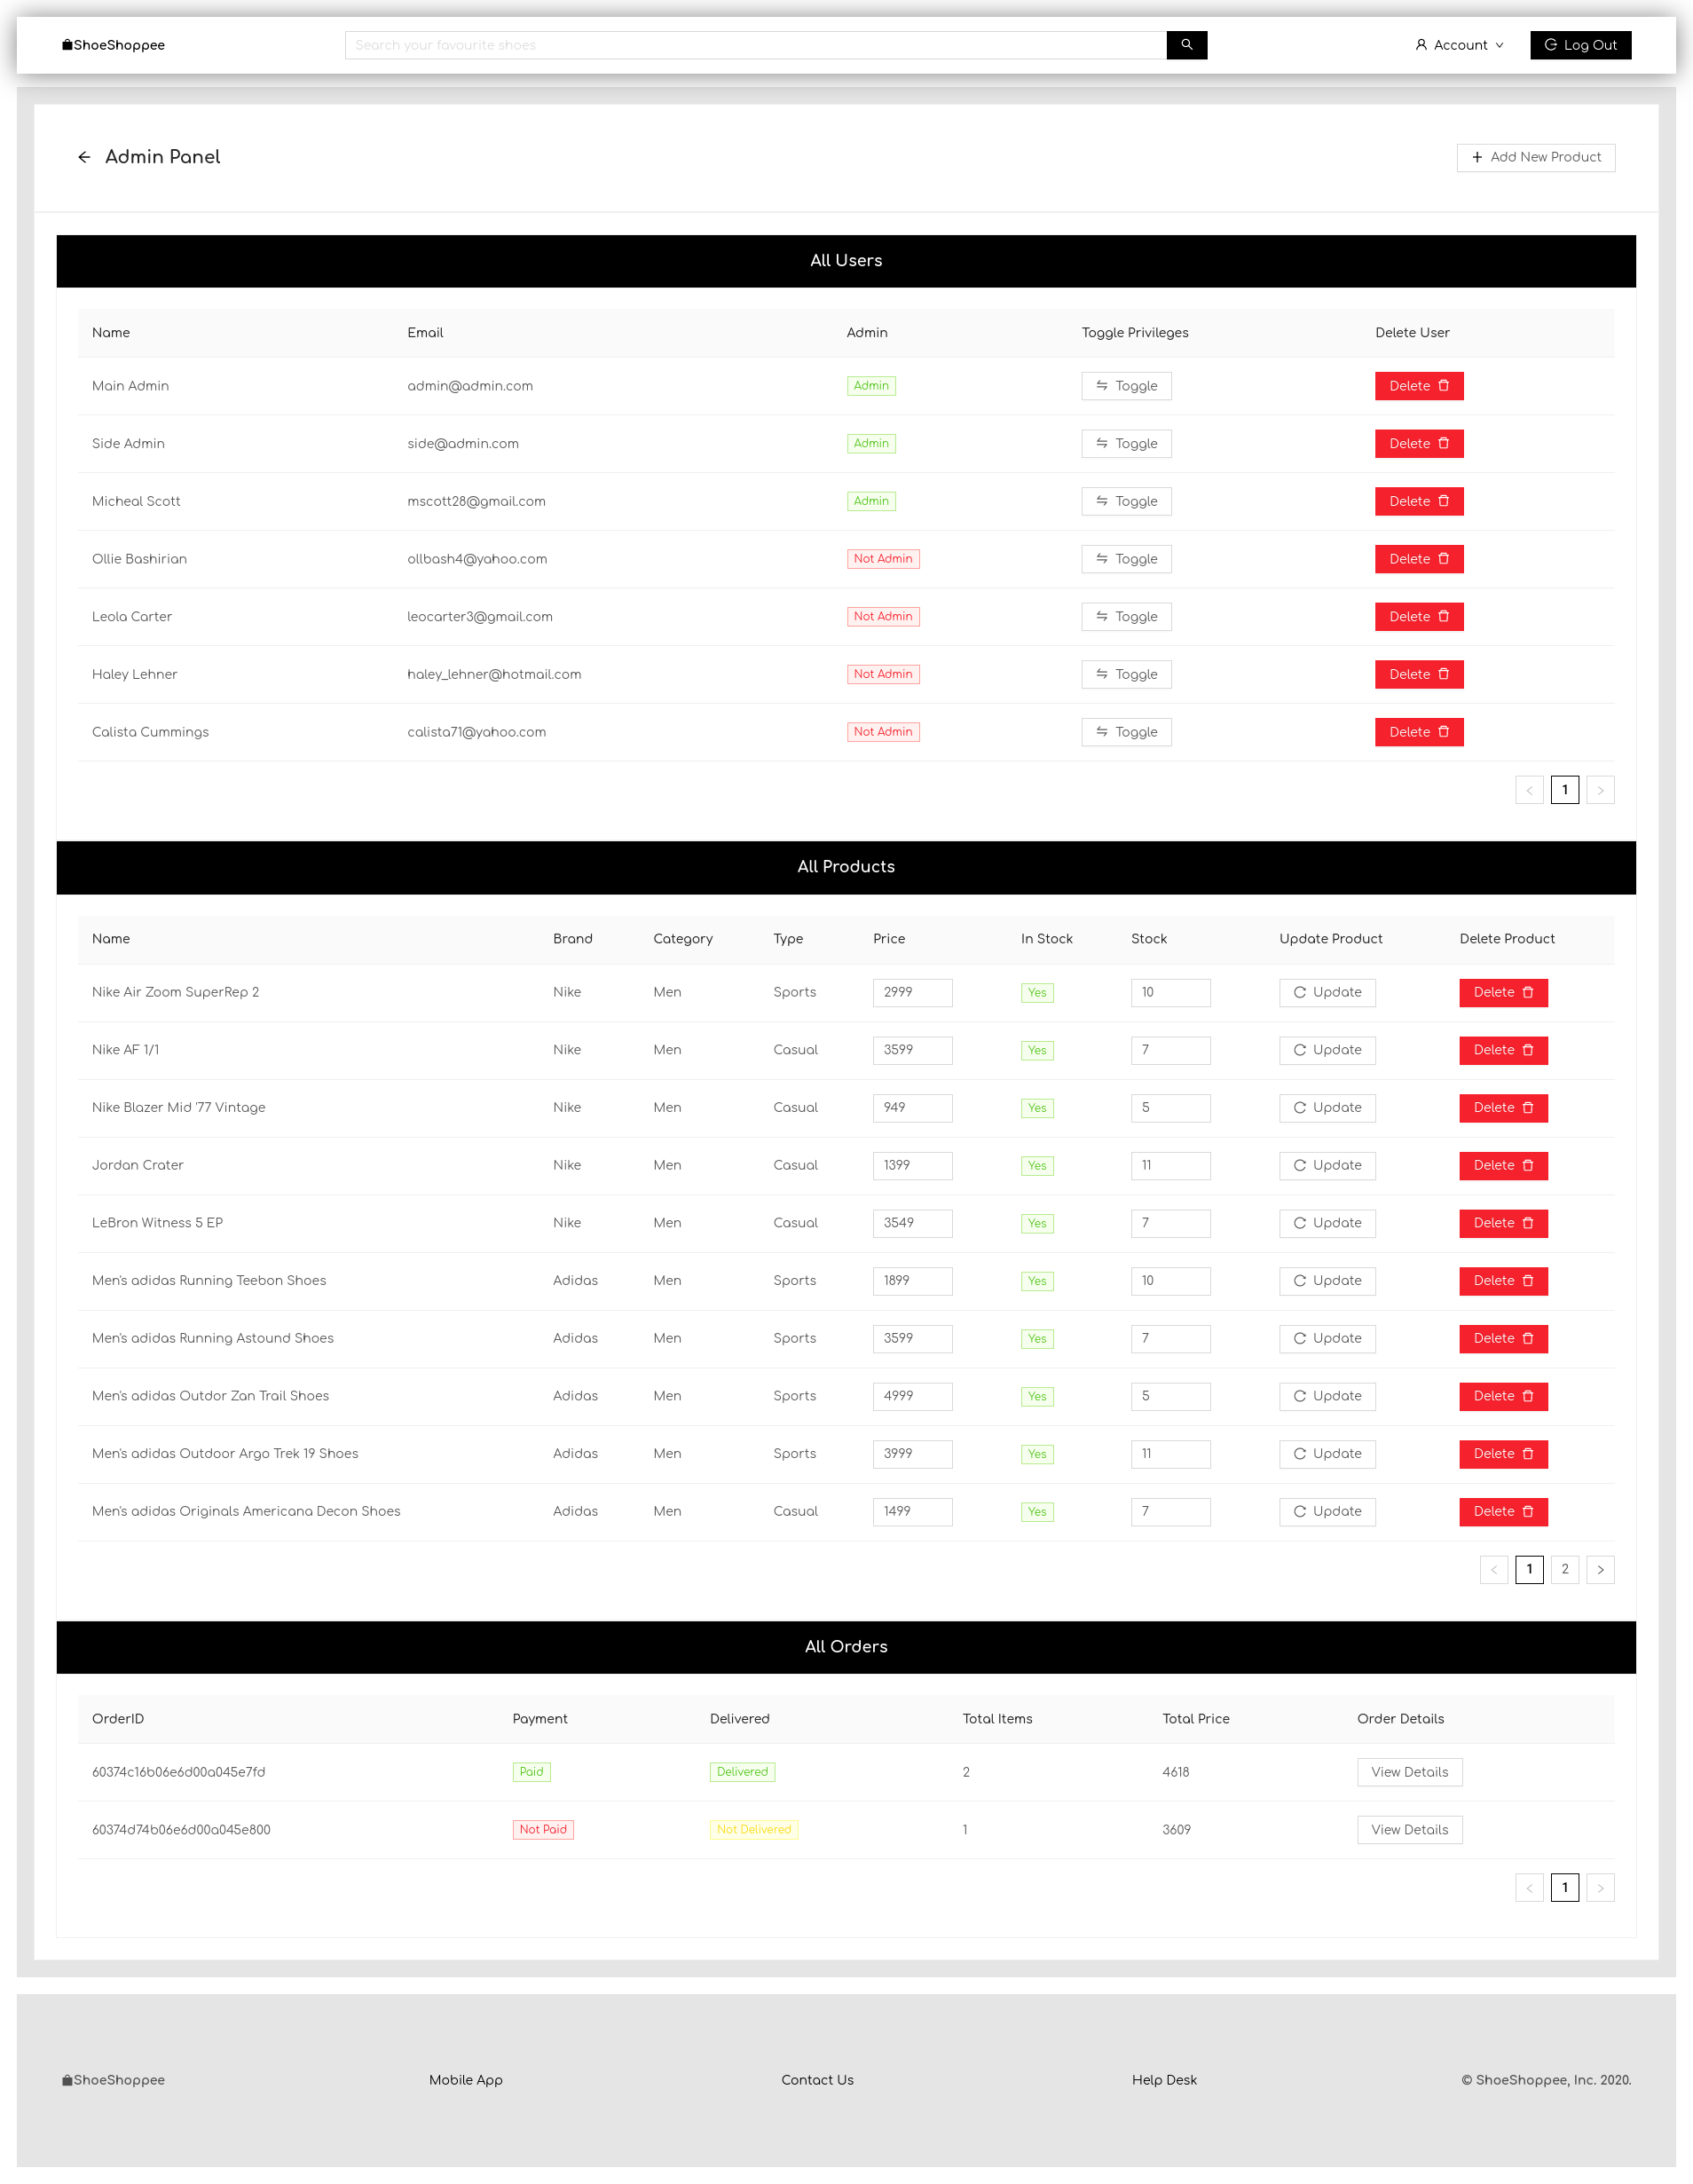 ShoeShoppee Search your favourite shoes Account Log Out
Admin Panel Add New Product
All Users
Name Email Admin Toggle Privileges Delete User
Main Admin admin@admin.com Admin Toggle Delete
Side Admin side@admin.com Admin Toggle Delete
Micheal Scott mscott28@gmail.com Admin Toggle Delete
Ollie Bashirian ollbash4@yahoo.com Not Admin Toggle Delete
Leola Carter leocarter3@gmail.com Not Admin Toggle Delete
Haley Lehner haley_lehner@hotmail.com Not Admin Toggle Delete
Calista Cummings calista71@yahoo.com Not Admin Toggle Delete
< 1 >
All Products
Name Brand Category Type Price In Stock Stock Update Product Delete Product
Nike Air Zoom SuperRep 2 Nike Men Sports 2999 Yes 10 Update Delete
Nike AF 1/1 Nike Men Casual 3599 Yes 7 Update Delete
Nike Blazer Mid '77 Vintage Nike Men Casual 949 Yes 5 Update Delete
Jordan Crater Nike Men Casual 1399 Yes 11 Update Delete
LeBron Witness 5 EP Nike Men Casual 3549 Yes 7 Update Delete
Men's adidas Running Teebon Shoes Adidas Men Sports 1899 Yes 10 Update Delete
Men's adidas Running Astound Shoes Adidas Men Sports 3599 Yes 7 Update Delete
Men's adidas Outdor Zan Trail Shoes Adidas Men Sports 4999 Yes 5 Update Delete
Men's adidas Outdoor Argo Trek 19 Shoes Adidas Men Sports 3999 Yes 11 Update Delete
Men's adidas Originals Americana Decon Shoes Adidas Men Casual 1499 Yes 7 Update Delete
< 1 2 >
All Orders
OrderID Payment Delivered Total Items Total Price Order Details
60374c16b06e6d00a045e7fd Paid Delivered 2 4618 View Details
60374d74b06e6d00a045e800 Not Paid Not Delivered 1 3609 View Details
< 1 >
ShoeShoppee Mobile App Contact Us Help Desk © ShoeShoppee, Inc. 2020.